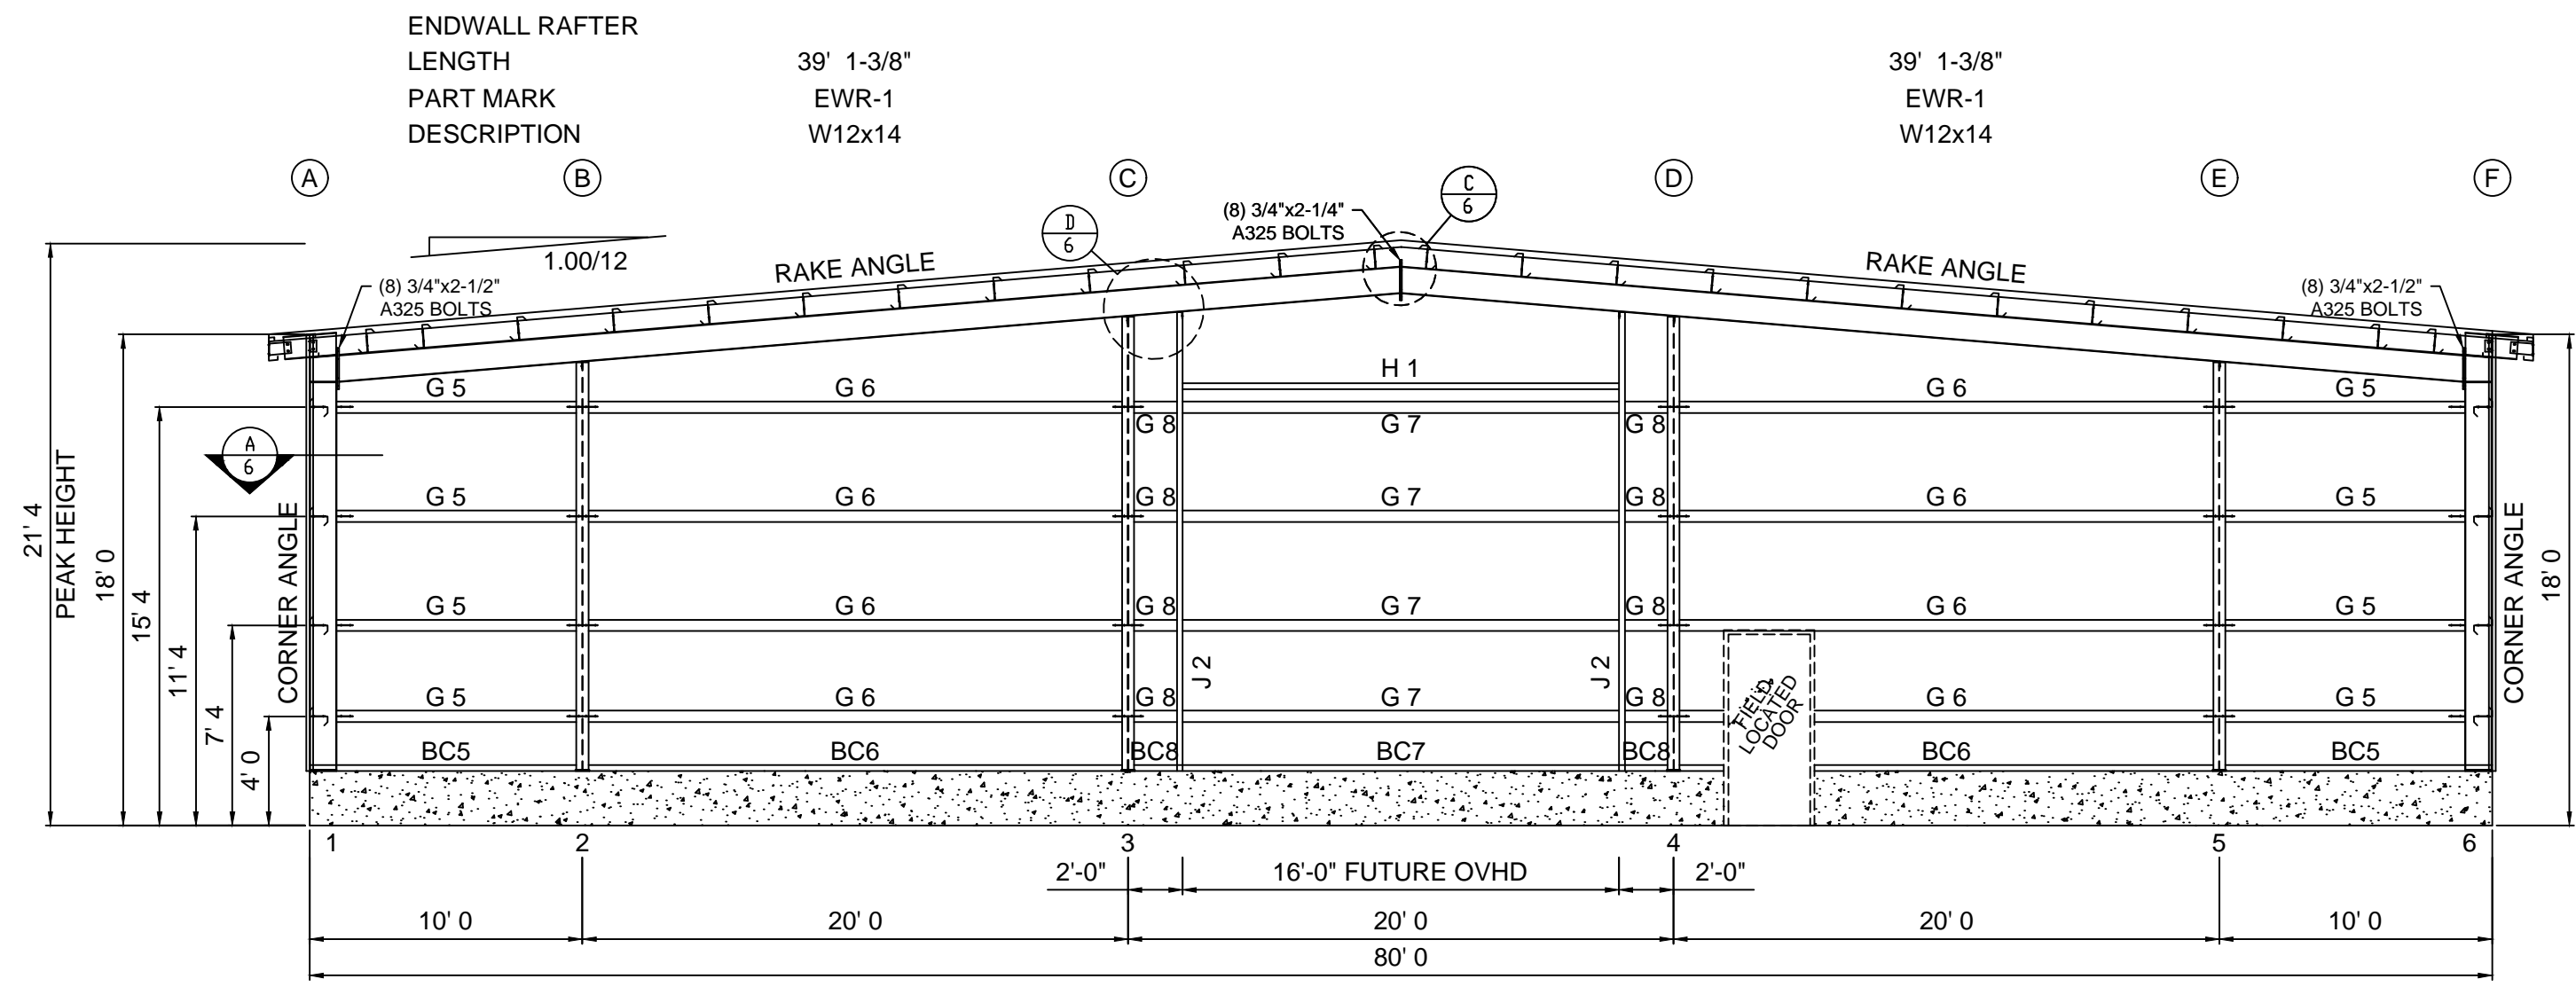 ENDWALL RAFTER
LENGTH 39' 1-3/8" 39' 1-3/8"
PART MARK EWR-1 EWR-1
DESCRIPTION W12x14 W12x14
A B C D E F
C
6
D
6
(8) 3/4"x2-1/4"
A325 BOLTS
1.00/12
RAKE ANGLE
RAKE ANGLE
(8) 3/4"x2-1/2"
A325 BOLTS
(8) 3/4"x2-1/2"
A325 BOLTS
H 1
G 5 G 6 G 6 G 5
G 8 G 7 G 8
A
6
G 5 G 6 G 8 G 7 G 8 G 6 G 5
G 5 G 6 G 8 G 7 G 8 G 6 G 5
J 2 J 2
G 5 G 6 G 8 G 7 G 8 G 6 G 5
BC5 BC6 BC8 BC7 BC8 BC6 BC5
FIELD
LOCATED
DOOR
21' 4
PEAK HEIGHT
18' 0
15' 4
11' 4
7' 4
4' 0
CORNER ANGLE
CORNER ANGLE
18' 0
1 2 3 4 5 6
2'-0" 16'-0" FUTURE OVHD 2'-0"
10' 0 20' 0 20' 0 20' 0 10' 0
80' 0